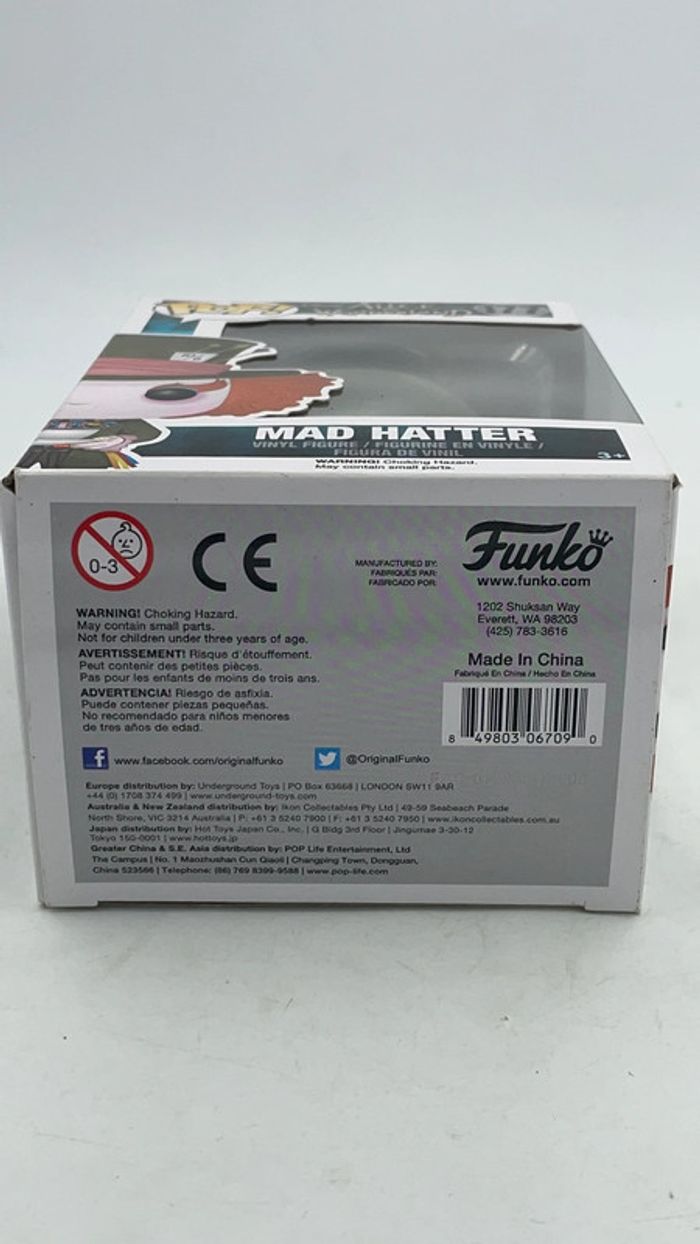 POP!
MAD HATTER
VINYL FIGURE / FIGURINE EN VINYLE /
FIGURA DE VINIL
3+
WARNING! Choking Hazard.
May contain small parts.
0-3
CE
MANUFACTURED BY:
FABRIQUÉS PAR:
FABRICADO POR:
Funko
www.funko.com
1202 Shuksan Way
Everett, WA 98203
(425) 783-3616
WARNING! Choking Hazard.
May contain small parts.
Not for children under three years of age.
AVERTISSEMENT! Risque d'étouffement.
Peut contenir des petites pièces.
Pas pour les enfants de moins de trois ans.
ADVERTENCIA! Riesgo de asfixia.
Puede contener piezas pequeñas.
No recomendado para niños menores
de tres años de edad.
Made In China
Fabriqué En China / Hecho En China
8 49803 06709 0
f www.facebook.com/originalfunko
@OriginalFunko
Europe distribution by: Underground Toys | PO Box 63668 | LONDON SW11 9AR
+44 (0) 1708 374 499 | www.underground-toys.com
Australia & New Zealand distribution by: Ikon Collectables Pty Ltd | 49-59 Seabeach Parade
North Shore, VIC 3214 Australia | P: +61 3 5240 7900 | F: +61 3 5240 7950 | www.ikoncollectables.com.au
Japan distribution by: Hot Toys Japan Co., Inc. | G Bldg 3rd Floor | Jingumae 3-30-12
Tokyo 150-0001 | www.hottoys.jp
Greater China & S.E. Asia distribution by: POP Life Entertainment, Ltd
The Campus | No. 1 Maozhushan Cun Qiaoli | Changping Town, Dongguan,
China 523566 | Telephone: (86) 769 8399-9588 | www.pop-life.com